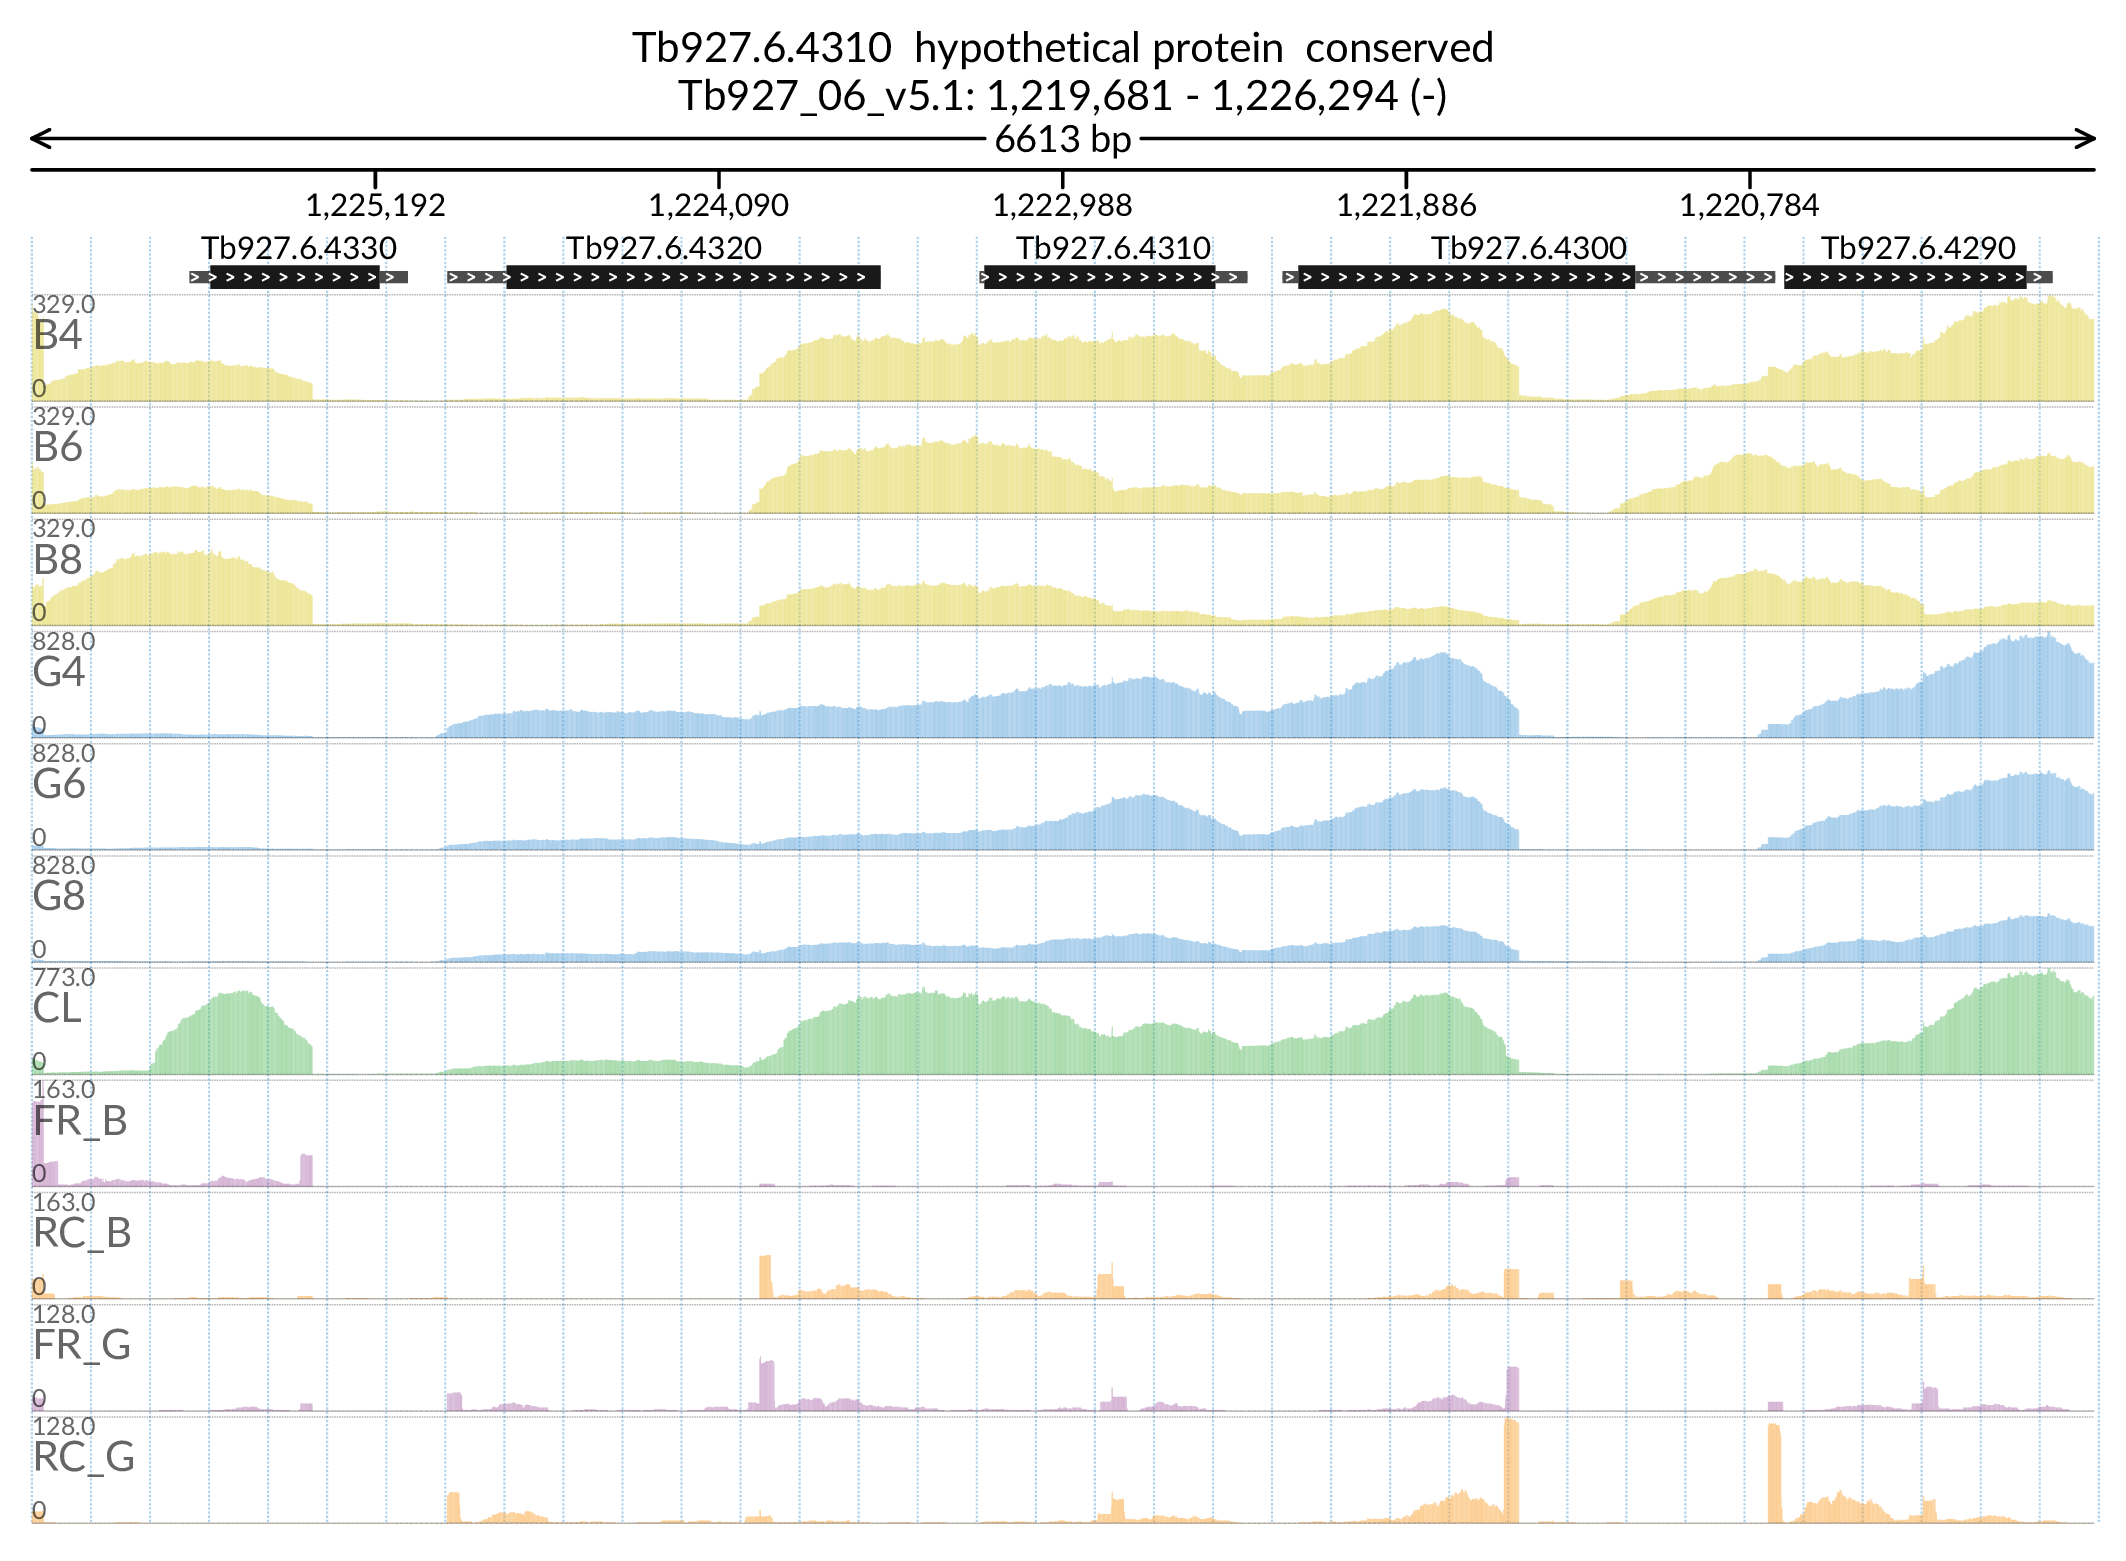 Tb927.6.4310  hypothetical protein  conserved
Tb927_06_v5.1: 1,219,681 - 1,226,294 (-)
6613 bp
1,225,192 1,224,090 1,222,988 1,221,886 1,220,784
Tb927.6.4330 Tb927.6.4320 Tb927.6.4310 Tb927.6.4300 Tb927.6.4290
329.0
B4
0
329.0
B6
0
329.0
B8
0
828.0
G4
0
828.0
G6
0
828.0
G8
0
773.0
CL
0
163.0
FR_B
0
163.0
RC_B
0
128.0
FR_G
0
128.0
RC_G
0